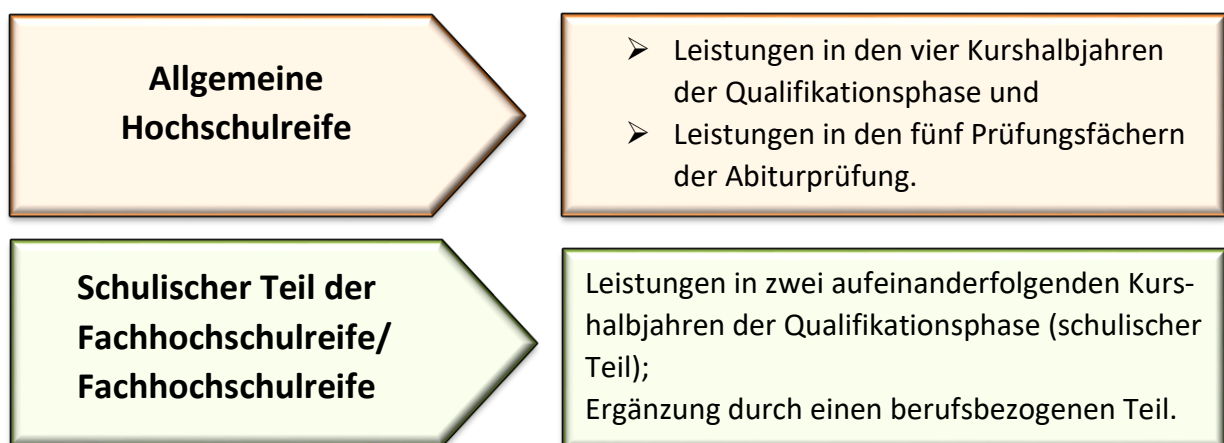 Allgemeine
Hochschulreife
➢ Leistungen in den vier Kurshalbjahren
der Qualifikationsphase und
➢ Leistungen in den fünf Prüfungsfächern
der Abiturprüfung.
Schulischer Teil der
Fachhochschulreife/
Fachhochschulreife
Leistungen in zwei aufeinanderfolgenden Kurs-
halbjahren der Qualifikationsphase (schulischer
Teil);
Ergänzung durch einen berufsbezogenen Teil.